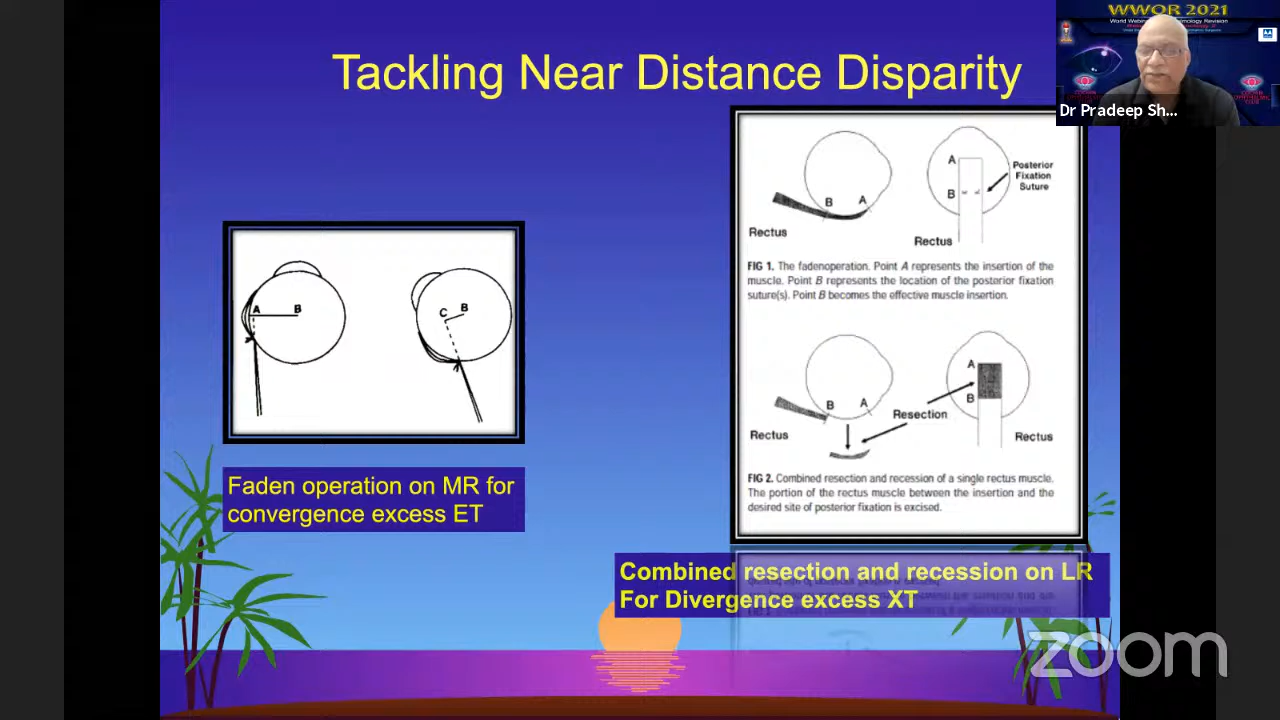 Tackling Near Distance Disparity
WWOR 2021
Dr Pradeep Sh...
A B
C B
Faden operation on MR for
convergence excess ET
B A
Rectus
A
B
Posterior
Fixation
Suture
Rectus
FIG 1. The fadenoperation. Point A represents the insertion of the
muscle. Point B represents the location of the posterior fixation
suture(s). Point B becomes the effective muscle insertion.
B A
Rectus
Resection
A
B
Rectus
FIG 2. Combined resection and recession of a single rectus muscle.
The portion of the rectus muscle between the insertion and the
desired site of posterior fixation is excised.
Combined resection and recession on LR
For Divergence excess XT
zoom